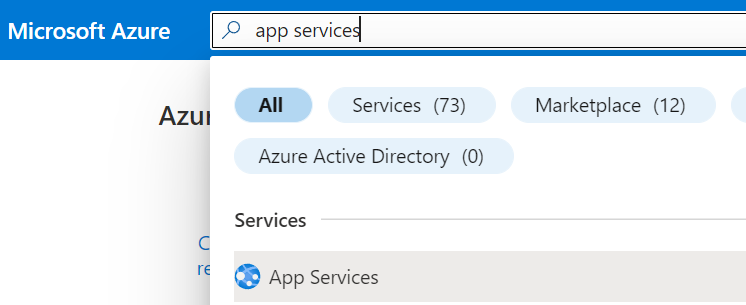 Microsoft Azure
app services
All
Services (73)
Marketplace (12)
Azure Active Directory (0)
Services
App Services